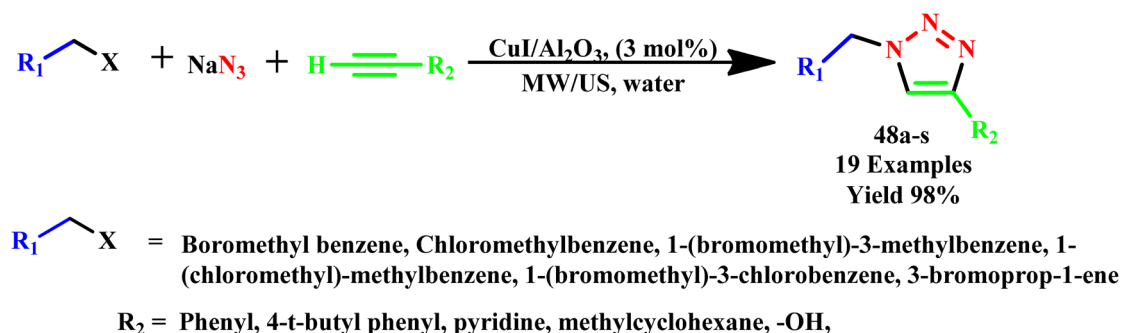 R₁ X + NaN₃ + H R₂ CuI/Al₂O₃, (3 mol%) R₁ N N N R₂
MW/US, water
48a-s
19 Examples
Yield 98%
R₁ X = Boromethyl benzene, Chloromethylbenzene, 1-(bromomethyl)-3-methylbenzene, 1-
(chloromethyl)-methylbenzene, 1-(bromomethyl)-3-chlorobenzene, 3-bromoprop-1-ene
R₂ = Phenyl, 4-t-butyl phenyl, pyridine, methylcyclohexane, -OH,